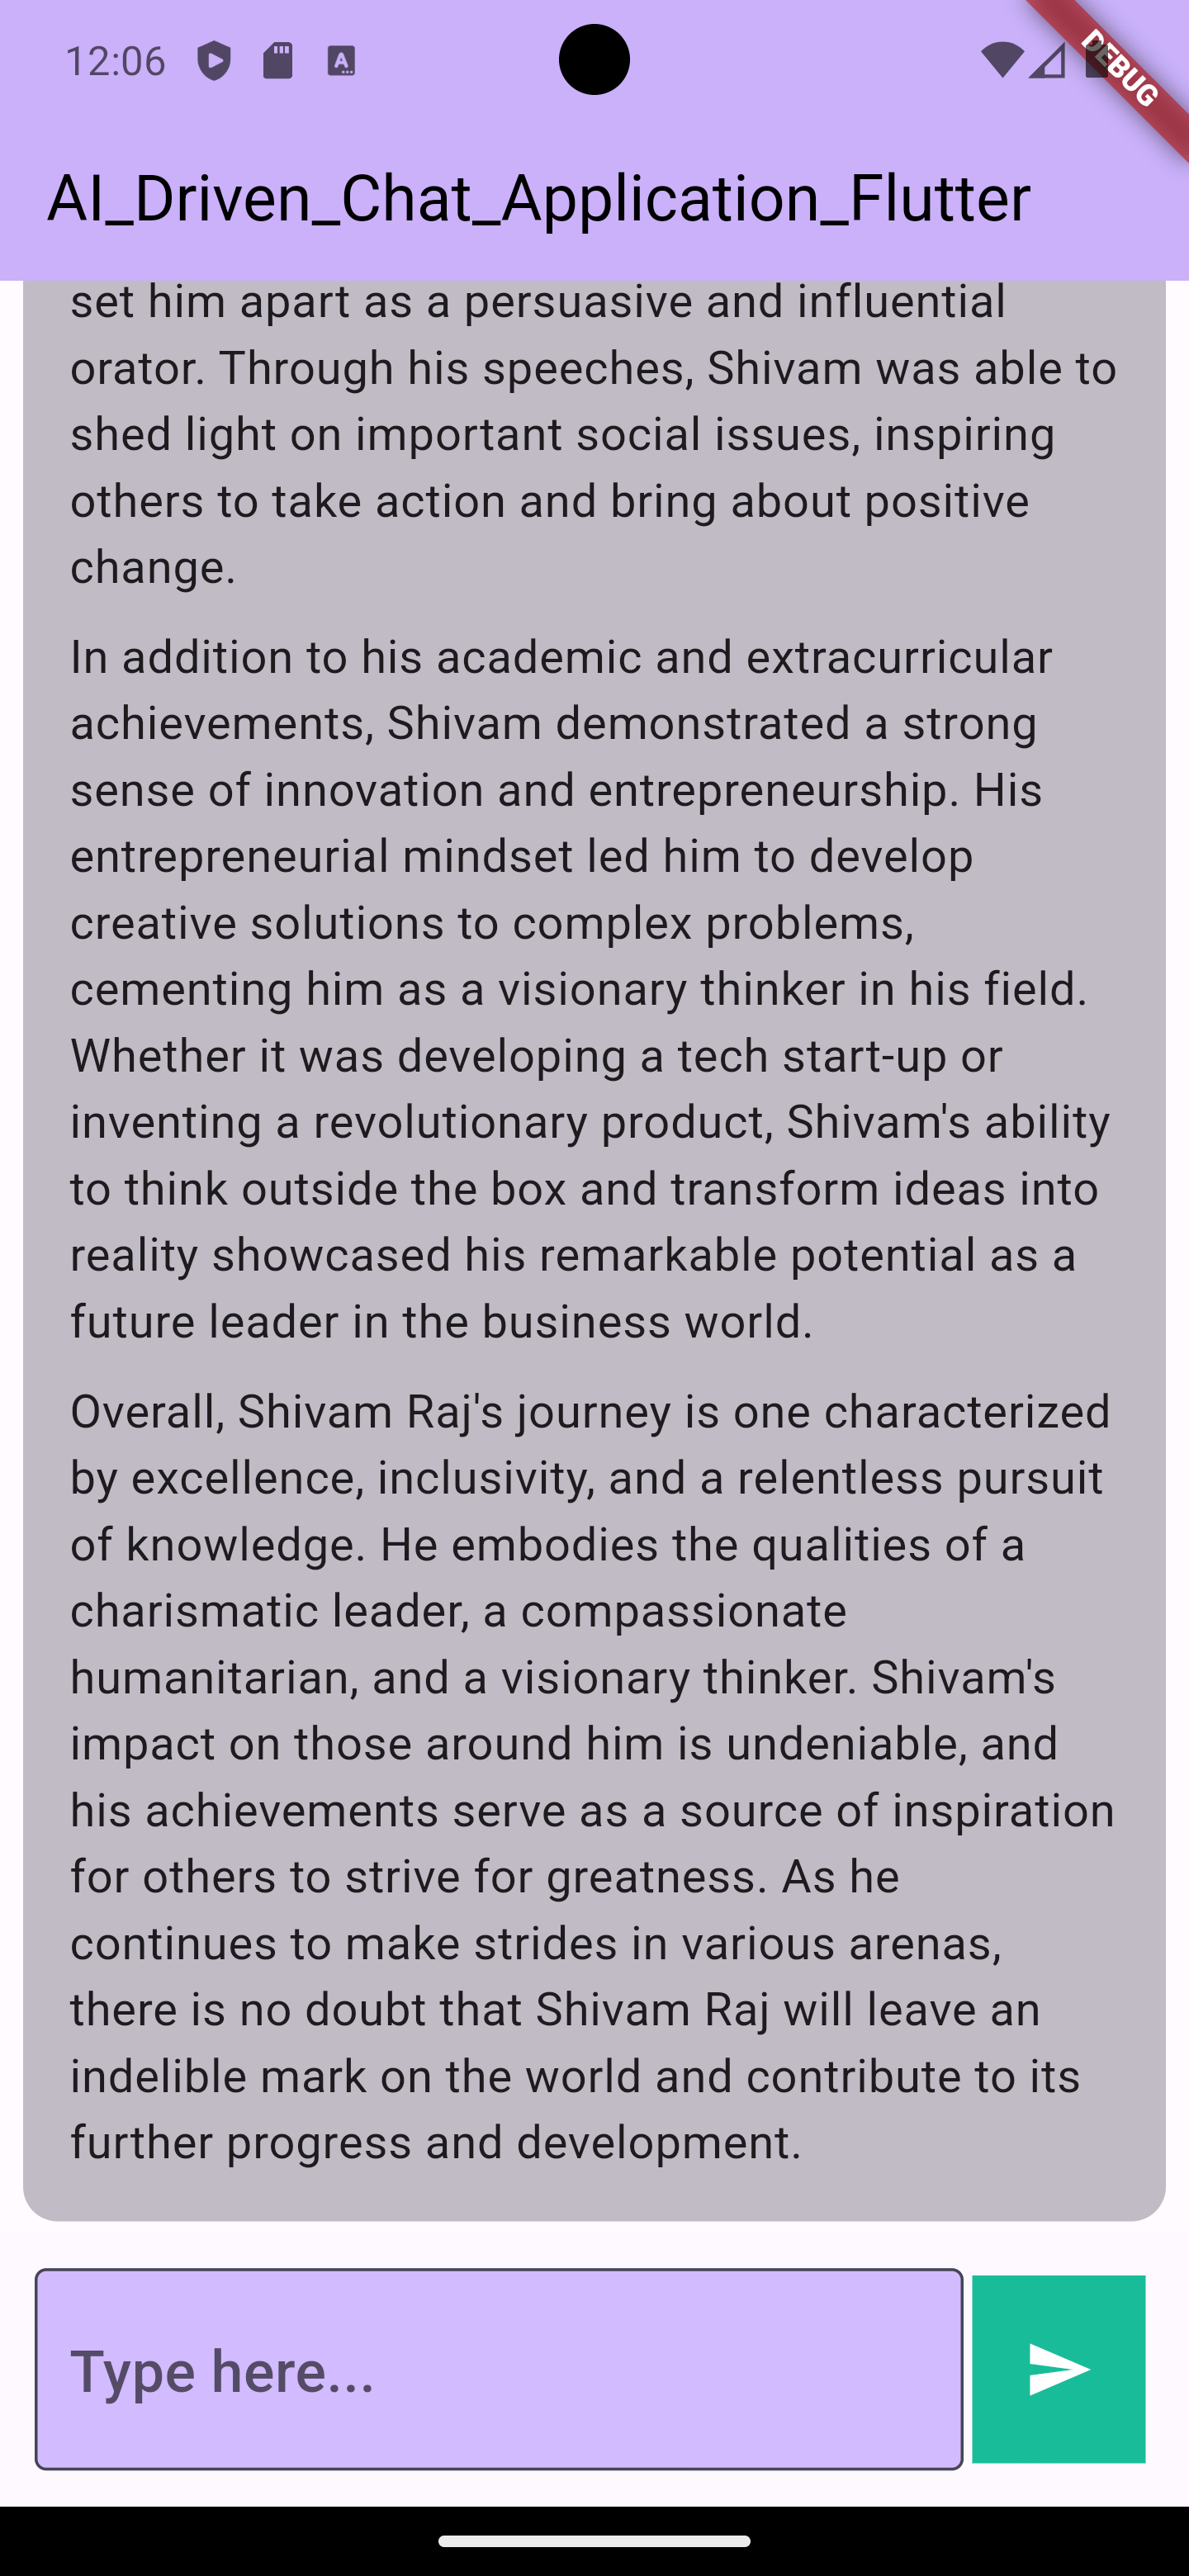 12:06
DEBUG
AI_Driven_Chat_Application_Flutter
set him apart as a persuasive and influential
orator. Through his speeches, Shivam was able to
shed light on important social issues, inspiring
others to take action and bring about positive
change.
In addition to his academic and extracurricular
achievements, Shivam demonstrated a strong
sense of innovation and entrepreneurship. His
entrepreneurial mindset led him to develop
creative solutions to complex problems,
cementing him as a visionary thinker in his field.
Whether it was developing a tech start-up or
inventing a revolutionary product, Shivam's ability
to think outside the box and transform ideas into
reality showcased his remarkable potential as a
future leader in the business world.
Overall, Shivam Raj's journey is one characterized
by excellence, inclusivity, and a relentless pursuit
of knowledge. He embodies the qualities of a
charismatic leader, a compassionate
humanitarian, and a visionary thinker. Shivam's
impact on those around him is undeniable, and
his achievements serve as a source of inspiration
for others to strive for greatness. As he
continues to make strides in various arenas,
there is no doubt that Shivam Raj will leave an
indelible mark on the world and contribute to its
further progress and development.
Type here...